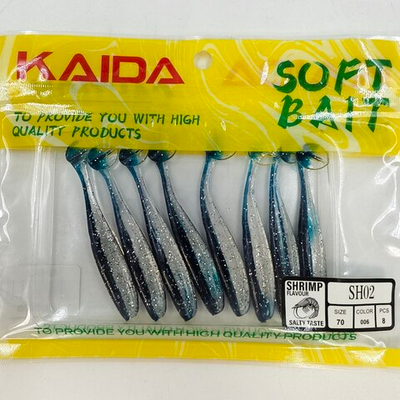 KAIDA
SOFT
BAIT
TO PROVIDE YOU WITH HIGH
QUALITY PRODUCTS
SHRIMP
FLAVOUR
SALTY TASTE
SH02
SIZE COLOR PCS
70 006 8
TO PROVIDE YOU WITH HIGH QUALITY PRODUCTS